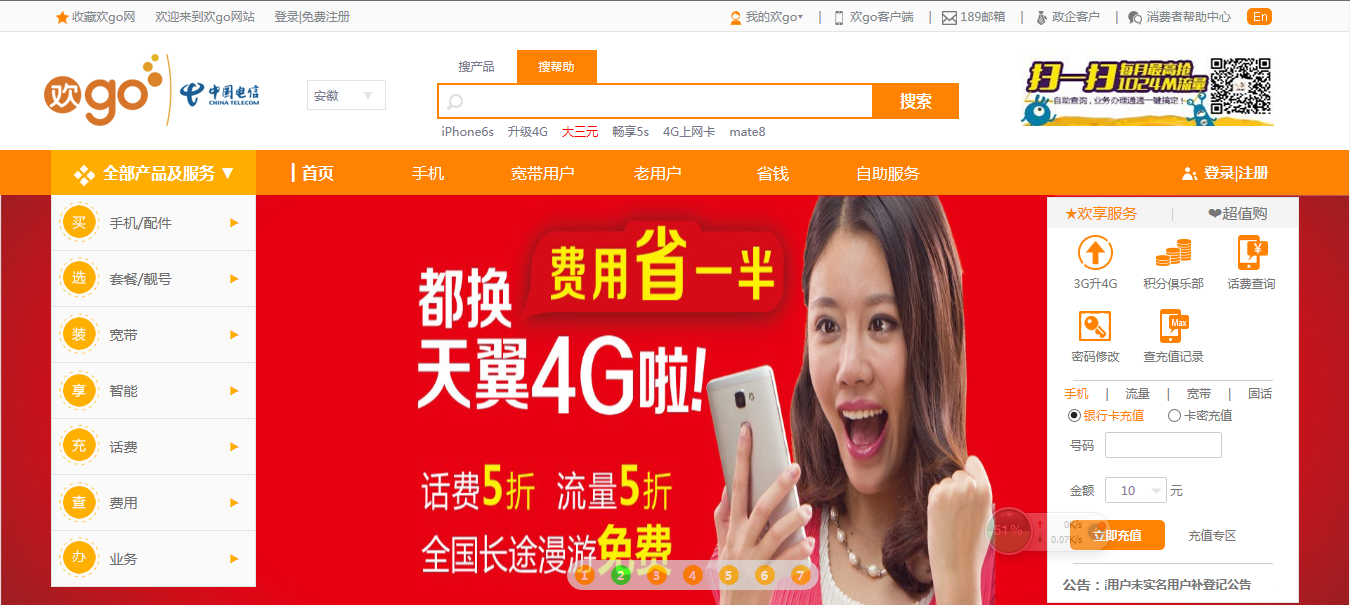 收藏欢go网 欢迎来到欢go网站 登录|免费注册 我的欢go | 欢go客户端 | 189邮箱 | 政企客户 | 消费者帮助中心 En
欢go 中国电信 CHINA TELECOM
安徽
搜产品 搜帮助
搜索
iPhone6s 升级4G 大三元 畅享5s 4G上网卡 mate8
扫一扫 每月最高抢
1024M流量
自助查询,业务办理通通一键搞定!
全部产品及服务 ▼ 首页 手机 宽带用户 老用户 省钱 自助服务 登录|注册
买 手机/配件
选 套餐/靓号
装 宽带
享 智能
充 话费
查 费用
办 业务
费用省一半
都换
天翼4G啦!
话费5折 流量5折
全国长途漫游免费
1 2 3 4 5 6 7
★欢享服务 | ❤超值购
3G升4G 积分俱乐部 话费查询
Max
密码修改 查充值记录
手机 | 流量 | 宽带 | 固话
银行卡充值 卡密充值
号码
金额 10 元
51% 0K/s
0.07K/s
立即充值 充值专区
公告:用户未实名用户补登记公告